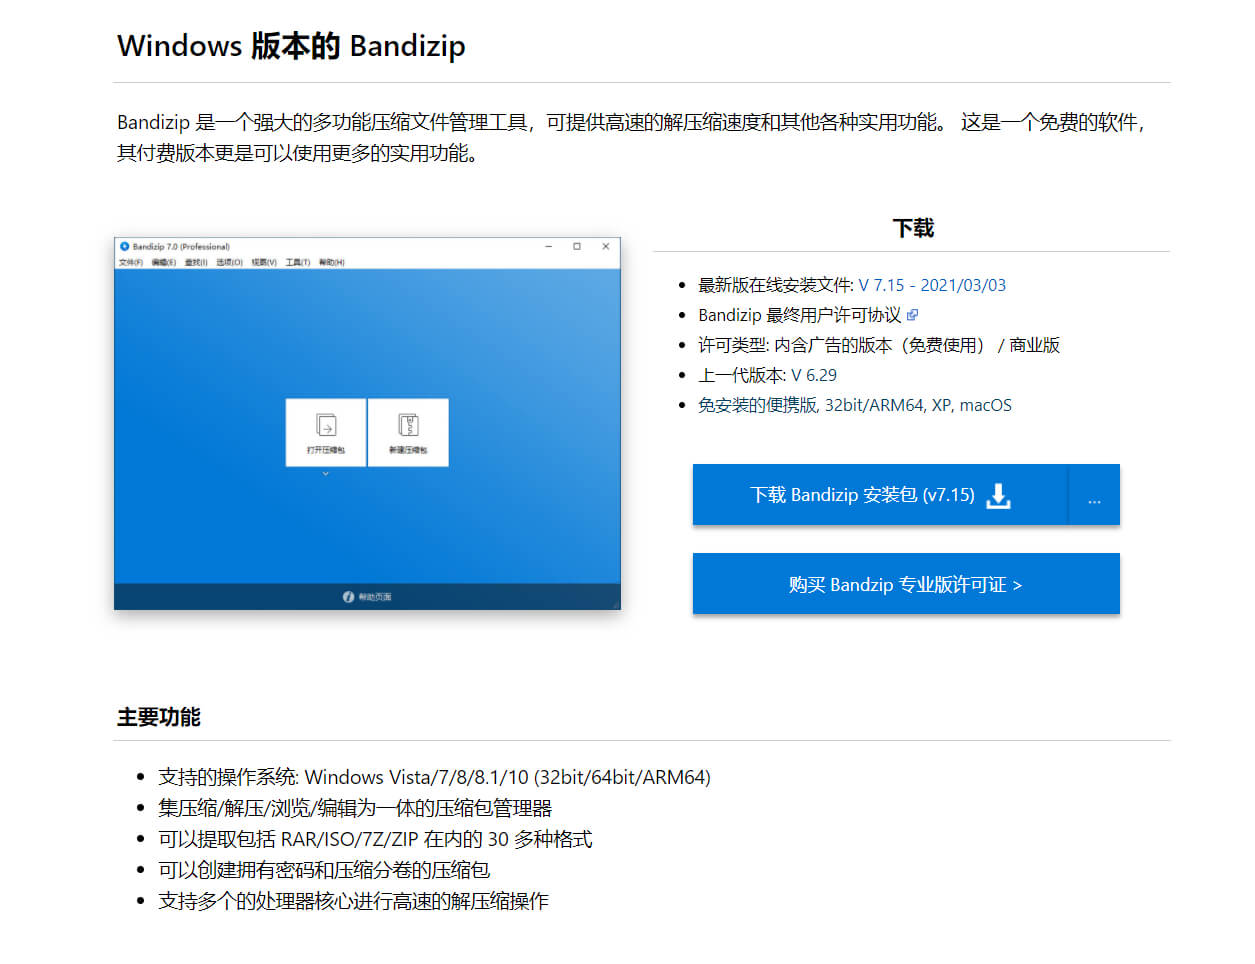 Windows 版本的 Bandizip
Bandizip 是一个强大的多功能压缩文件管理工具，可提供高速的解压缩速度和其他各种实用功能。 这是一个免费的软件，
其付费版本更是可以使用更多的实用功能。
Bandizip 7.0 (Professional)
文件(F) 编辑(E) 查找(I) 选项(O) 视图(V) 工具(T) 帮助(H)
打开压缩包 新建压缩包
帮助页面
下载
最新版在线安装文件: V 7.15 - 2021/03/03
Bandizip 最终用户许可协议
许可类型: 内含广告的版本（免费使用） / 商业版
上一代版本: V 6.29
免安装的便携版, 32bit/ARM64, XP, macOS
下载 Bandizip 安装包 (v7.15) ...
购买 Bandzip 专业版许可证 >
主要功能
支持的操作系统: Windows Vista/7/8/8.1/10 (32bit/64bit/ARM64)
集压缩/解压/浏览/编辑为一体的压缩包管理器
可以提取包括 RAR/ISO/7Z/ZIP 在内的 30 多种格式
可以创建拥有密码和压缩分卷的压缩包
支持多个的处理器核心进行高速的解压缩操作